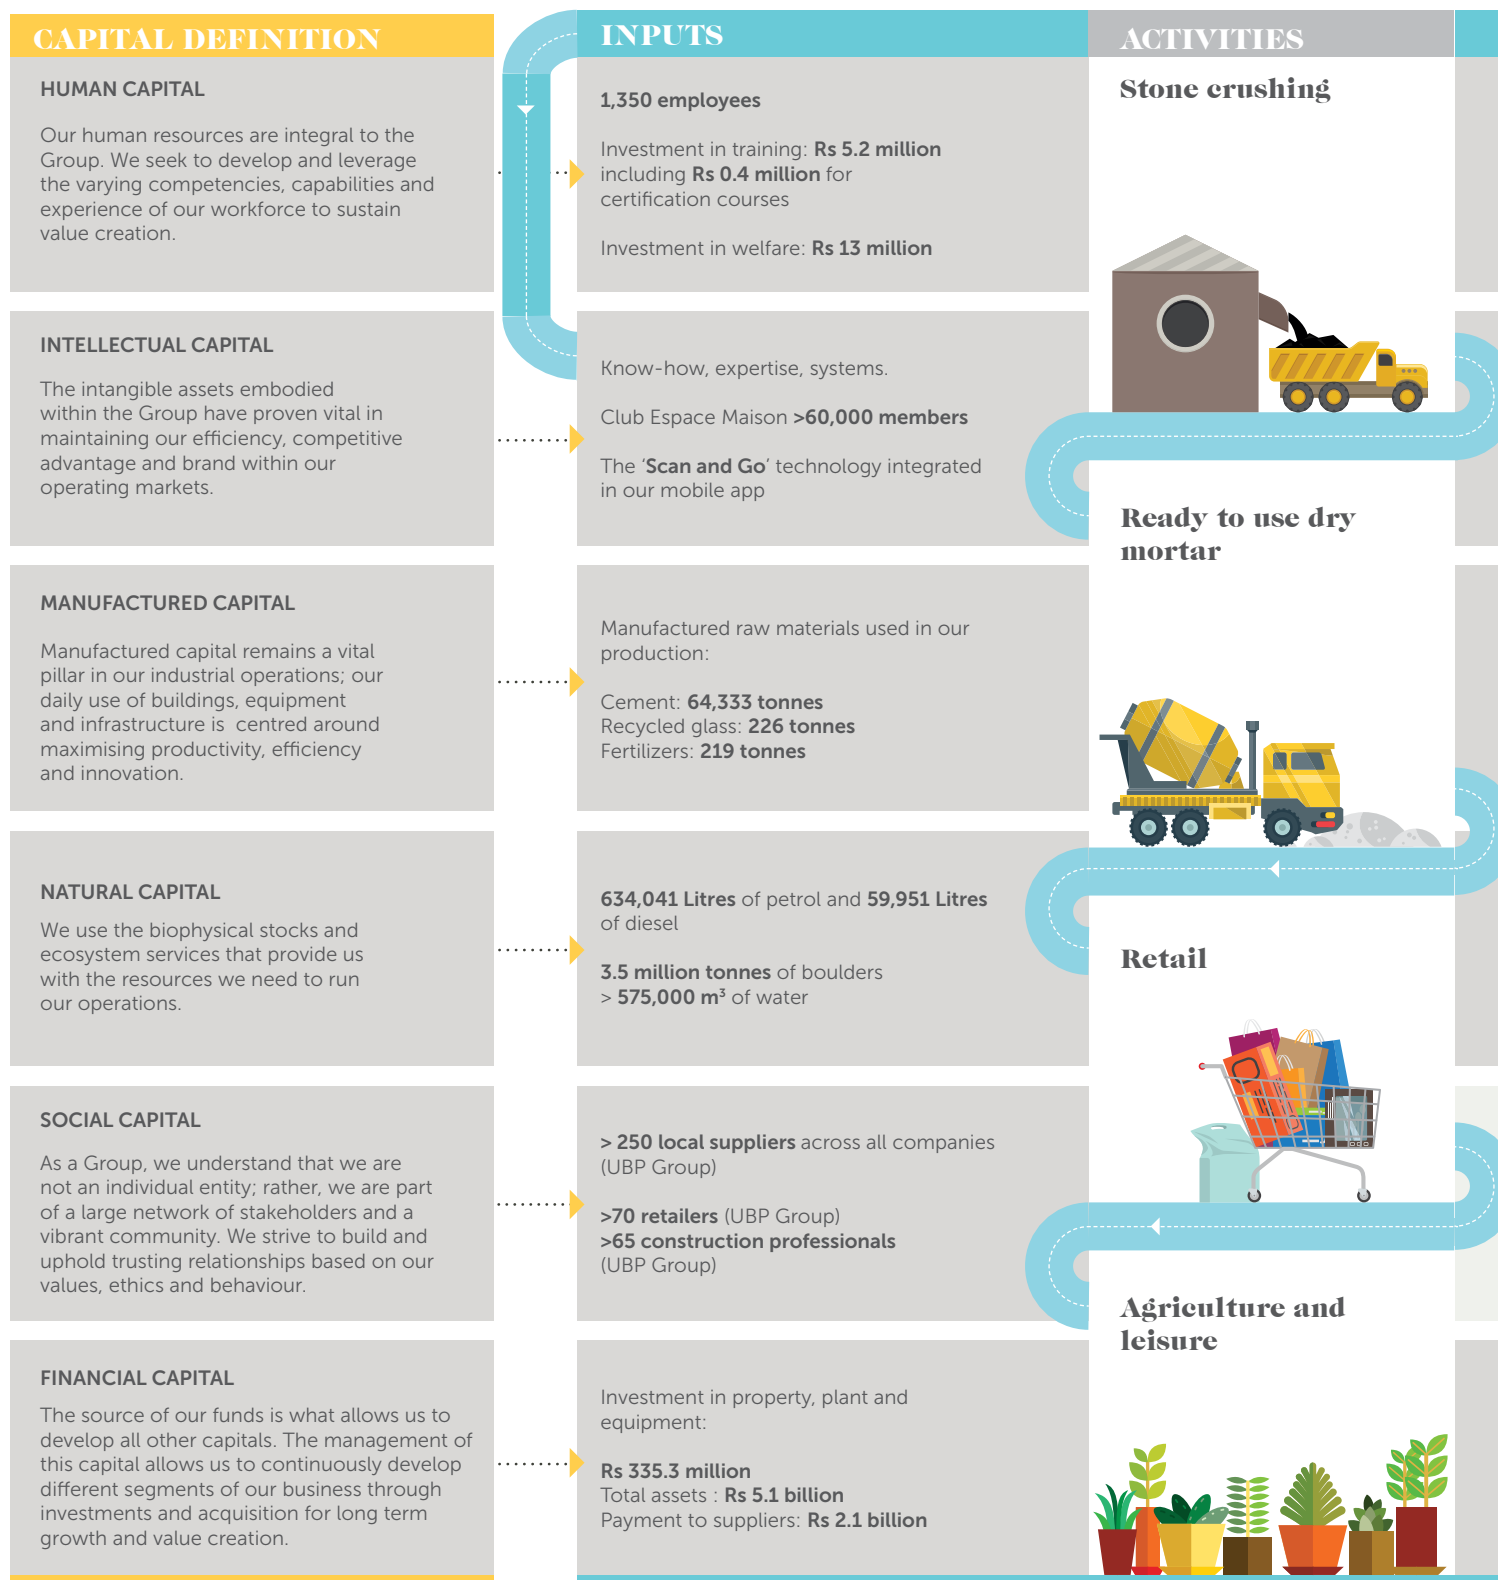 CAPITAL DEFINITION
INPUTS
ACTIVITIES
HUMAN CAPITAL
Our human resources are integral to the
Group. We seek to develop and leverage
the varying competencies, capabilities and
experience of our workforce to sustain
value creation.
1,350 employees
Investment in training: Rs 5.2 million
including Rs 0.4 million for
certification courses
Investment in welfare: Rs 13 million
Stone crushing
INTELLECTUAL CAPITAL
The intangible assets embodied
within the Group have proven vital in
maintaining our efficiency, competitive
advantage and brand within our
operating markets.
Know-how, expertise, systems.
Club Espace Maison >60,000 members
The ‘Scan and Go’ technology integrated
in our mobile app
Ready to use dry
mortar
MANUFACTURED CAPITAL
Manufactured capital remains a vital
pillar in our industrial operations; our
daily use of buildings, equipment
and infrastructure is centred around
maximising productivity, efficiency
and innovation.
Manufactured raw materials used in our
production:
Cement: 64,333 tonnes
Recycled glass: 226 tonnes
Fertilizers: 219 tonnes
NATURAL CAPITAL
We use the biophysical stocks and
ecosystem services that provide us
with the resources we need to run
our operations.
634,041 Litres of petrol and 59,951 Litres
of diesel
3.5 million tonnes of boulders
> 575,000 m³ of water
Retail
SOCIAL CAPITAL
As a Group, we understand that we are
not an individual entity; rather, we are part
of a large network of stakeholders and a
vibrant community. We strive to build and
uphold trusting relationships based on our
values, ethics and behaviour.
> 250 local suppliers across all companies
(UBP Group)
>70 retailers (UBP Group)
>65 construction professionals
(UBP Group)
Agriculture and
leisure
FINANCIAL CAPITAL
The source of our funds is what allows us to
develop all other capitals. The management of
this capital allows us to continuously develop
different segments of our business through
investments and acquisition for long term
growth and value creation.
Investment in property, plant and
equipment:
Rs 335.3 million
Total assets : Rs 5.1 billion
Payment to suppliers: Rs 2.1 billion